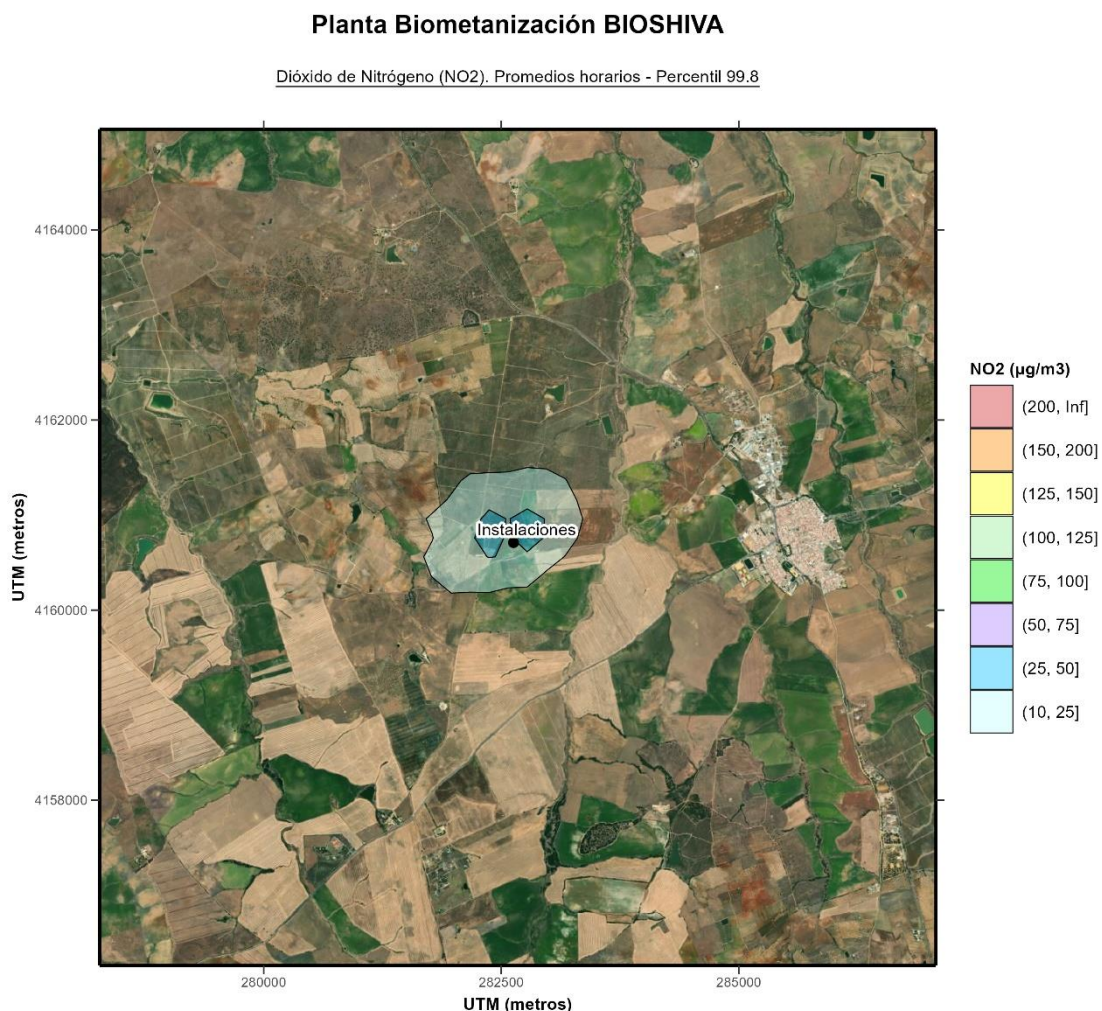 Planta Biometanización BIOSHIVA
Dióxido de Nitrógeno (NO2). Promedios horarios - Percentil 99.8
4164000
4162000
4160000
4158000
UTM (metros)
Instalaciones
280000
282500
285000
UTM (metros)
NO2 (µg/m3)
(200, Inf]
(150, 200]
(125, 150]
(100, 125]
(75, 100]
(50, 75]
(25, 50]
(10, 25]